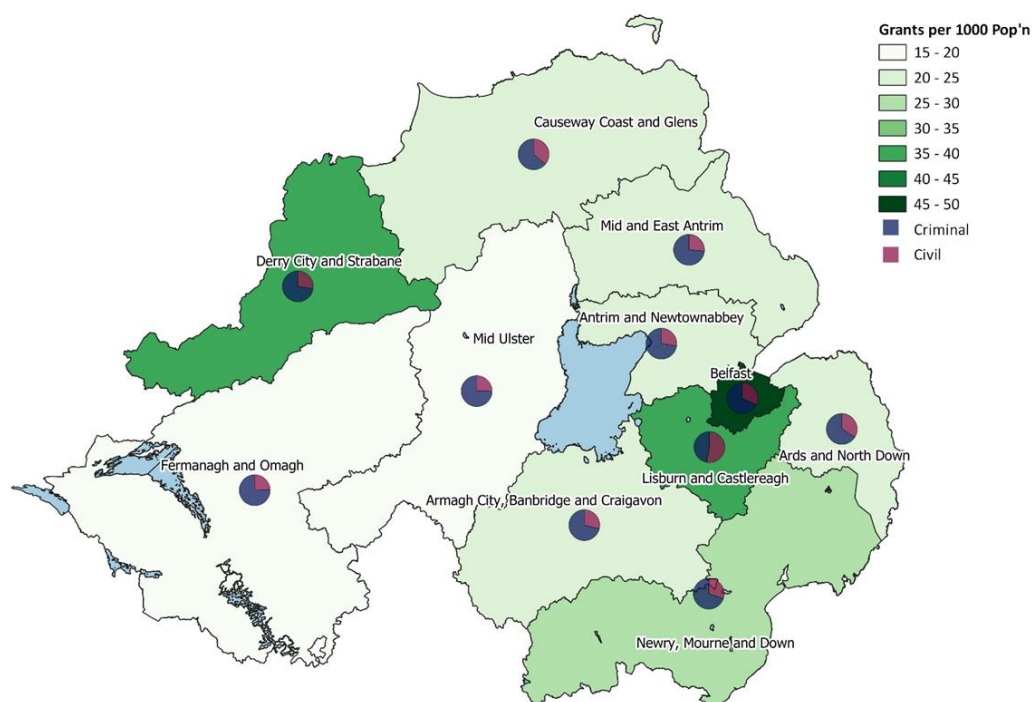 Grants per 1000 Pop'n
15 - 20
20 - 25
25 - 30
30 - 35
35 - 40
40 - 45
45 - 50
Criminal
Civil
Causeway Coast and Glens
Mid and East Antrim
Derry City and Strabane
Antrim and Newtownabbey
Mid Ulster
Belfast
Ards and North Down
Fermanagh and Omagh
Lisburn and Castlereagh
Armagh City, Banbridge and Craigavon
Newry, Mourne and Down